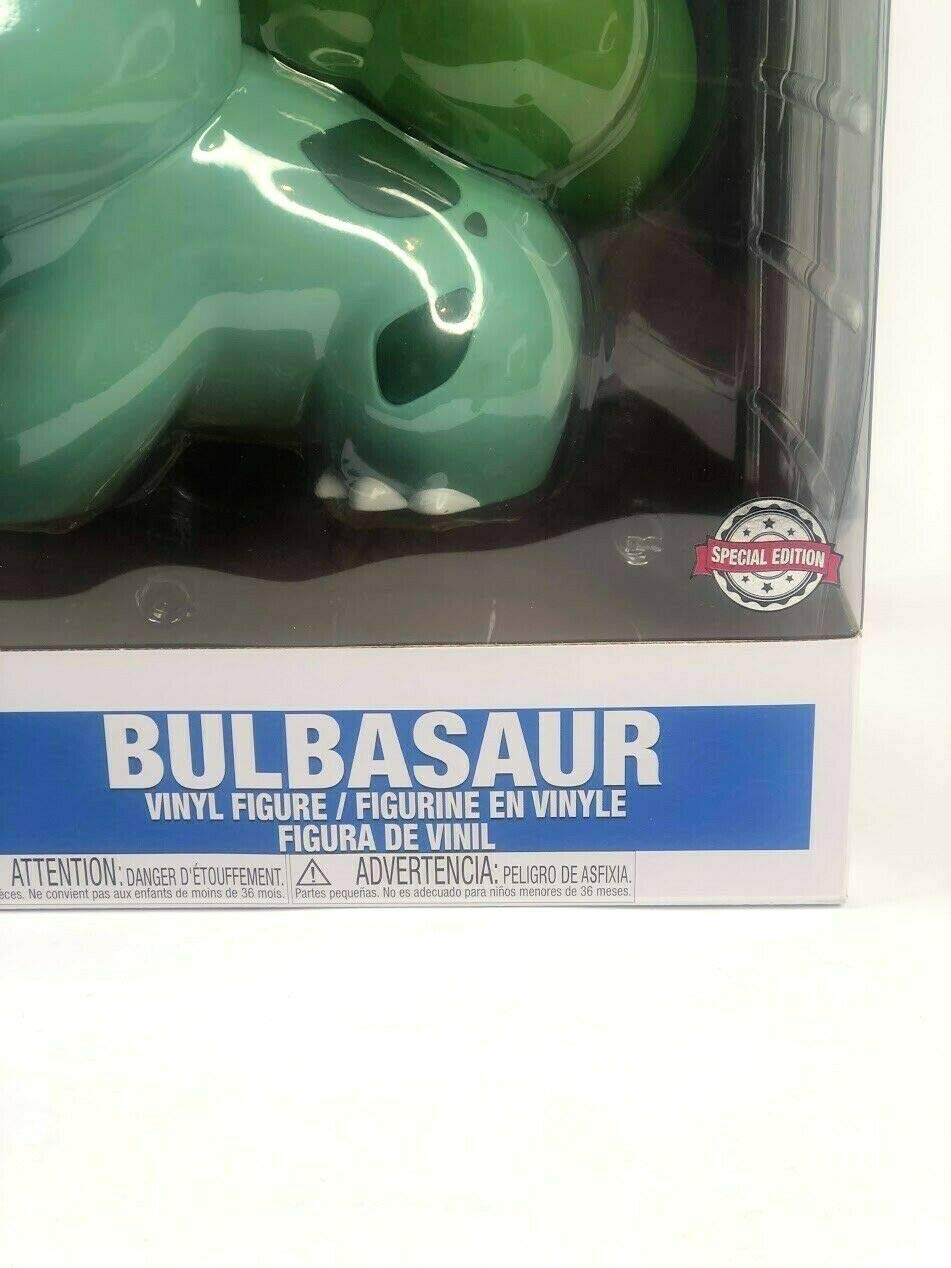 SPECIAL EDITION
BULBASAUR
VINYL FIGURE / FIGURINE EN VINYLE
FIGURA DE VINIL
ATTENTION: DANGER D'ÉTOUFFEMENT.
èces. Ne convient pas aux enfants de moins de 36 mois.
ADVERTENCIA: PELIGRO DE ASFIXIA.
Partes pequeñas. No es adecuado para niños menores de 36 meses.